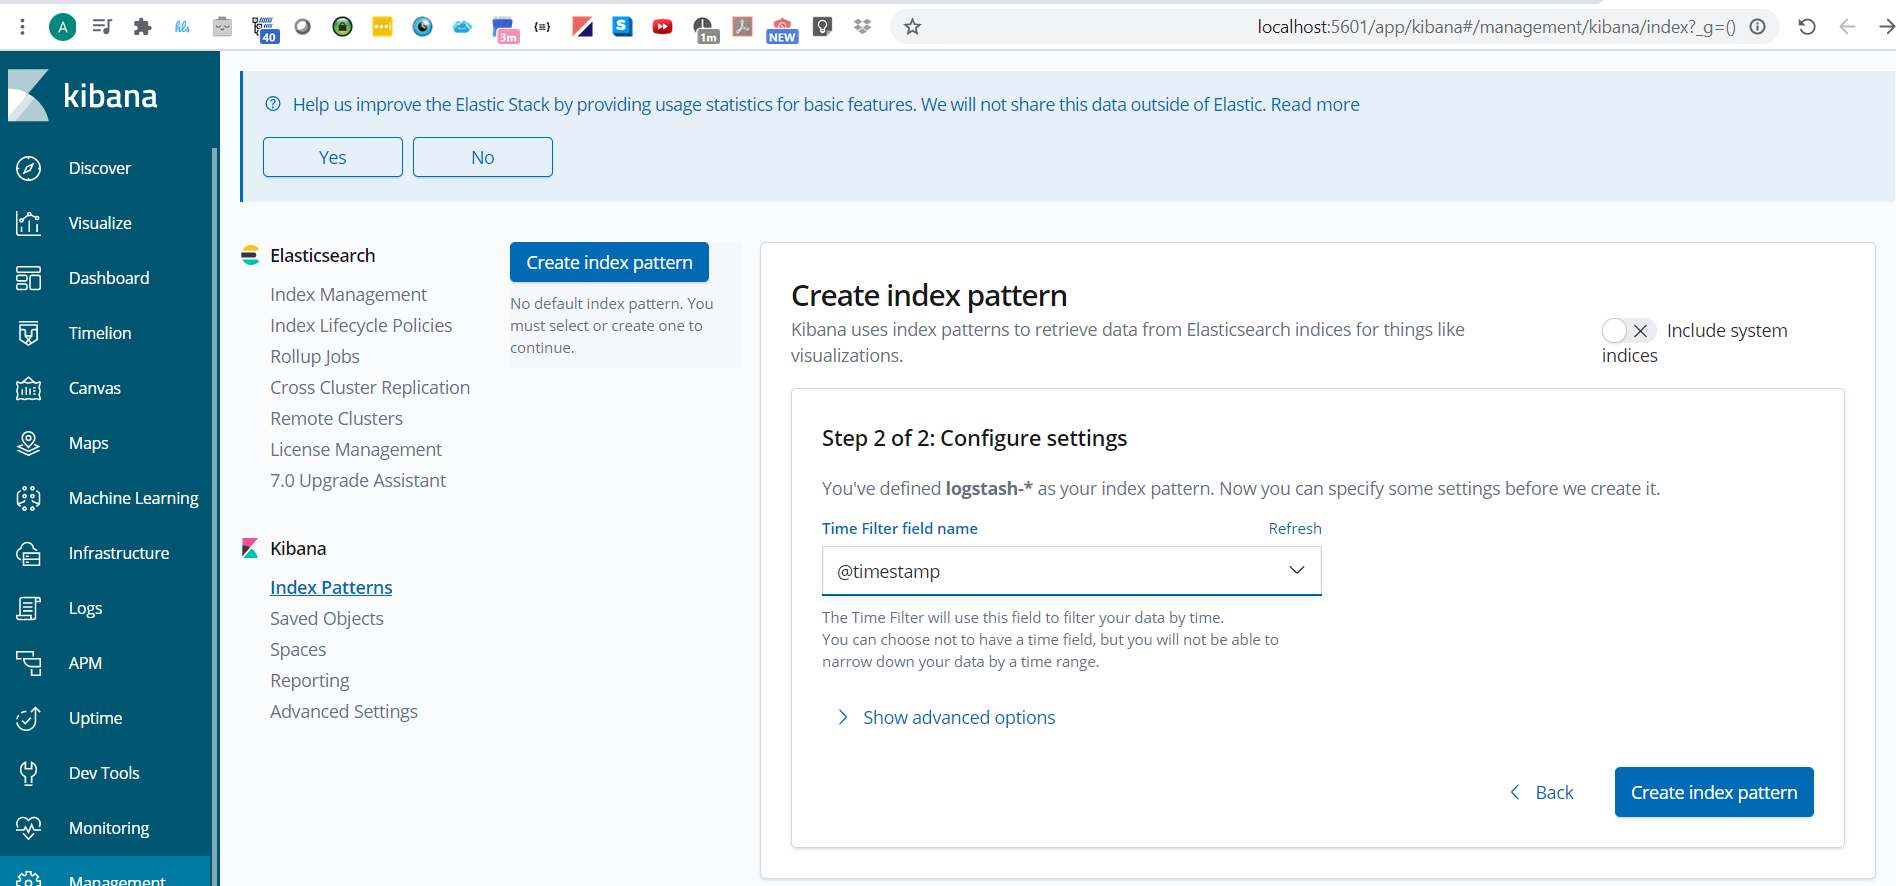 A
hls
40
3m
{≡}
S
1m
NEW
localhost:5601/app/kibana#/management/kibana/index?_g=()
kibana
Discover
Visualize
Dashboard
Timelion
Canvas
Maps
Machine Learning
Infrastructure
Logs
APM
Uptime
Dev Tools
Monitoring
Management
Help us improve the Elastic Stack by providing usage statistics for basic features. We will not share this data outside of Elastic. Read more
Yes
No
Elasticsearch
Index Management
Index Lifecycle Policies
Rollup Jobs
Cross Cluster Replication
Remote Clusters
License Management
7.0 Upgrade Assistant
Kibana
Index Patterns
Saved Objects
Spaces
Reporting
Advanced Settings
Create index pattern
No default index pattern. You
must select or create one to
continue.
Create index pattern
Kibana uses index patterns to retrieve data from Elasticsearch indices for things like
visualizations.
Include system
indices
Step 2 of 2: Configure settings
You've defined logstash-* as your index pattern. Now you can specify some settings before we create it.
Time Filter field name
Refresh
@timestamp
The Time Filter will use this field to filter your data by time.
You can choose not to have a time field, but you will not be able to
narrow down your data by a time range.
Show advanced options
Back
Create index pattern